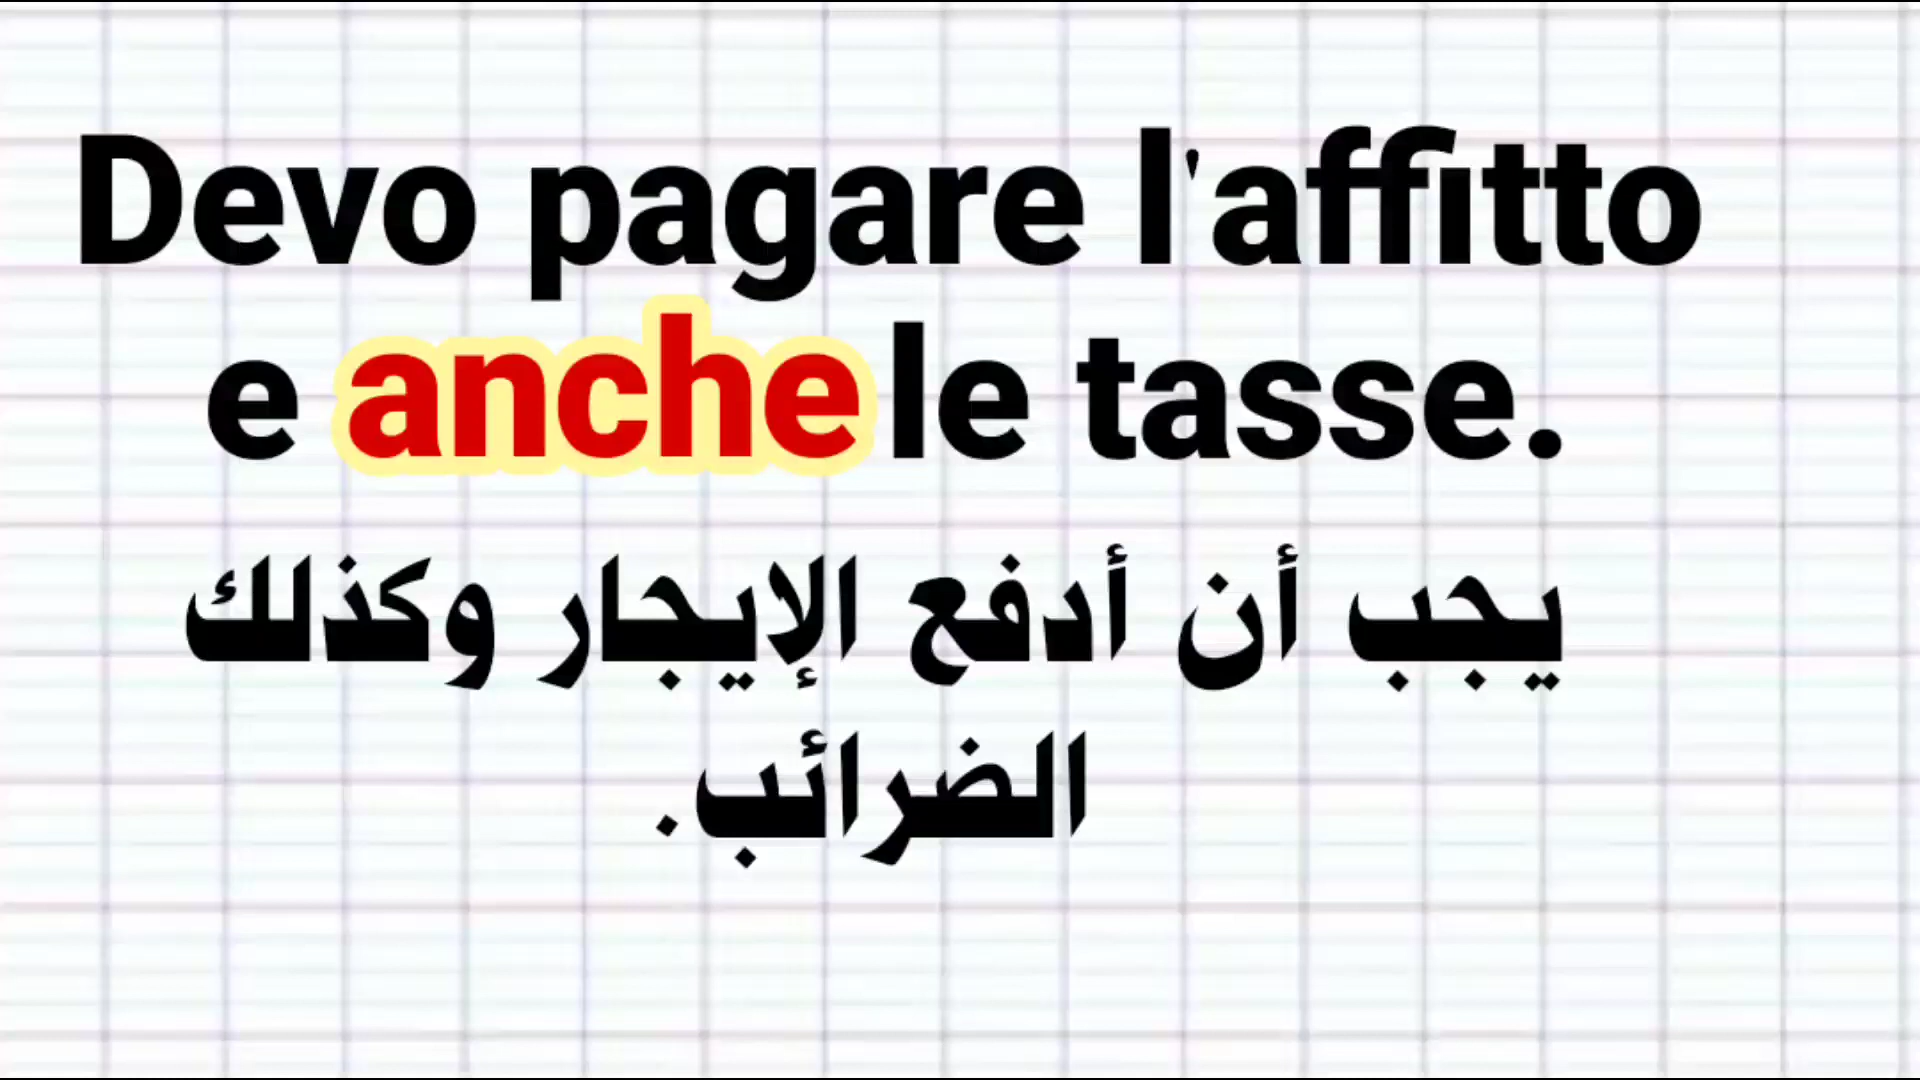 Devo pagare l'affitto
e anche le tasse.
يجب أن أدفع الإيجار وكذلك
الضرائب.